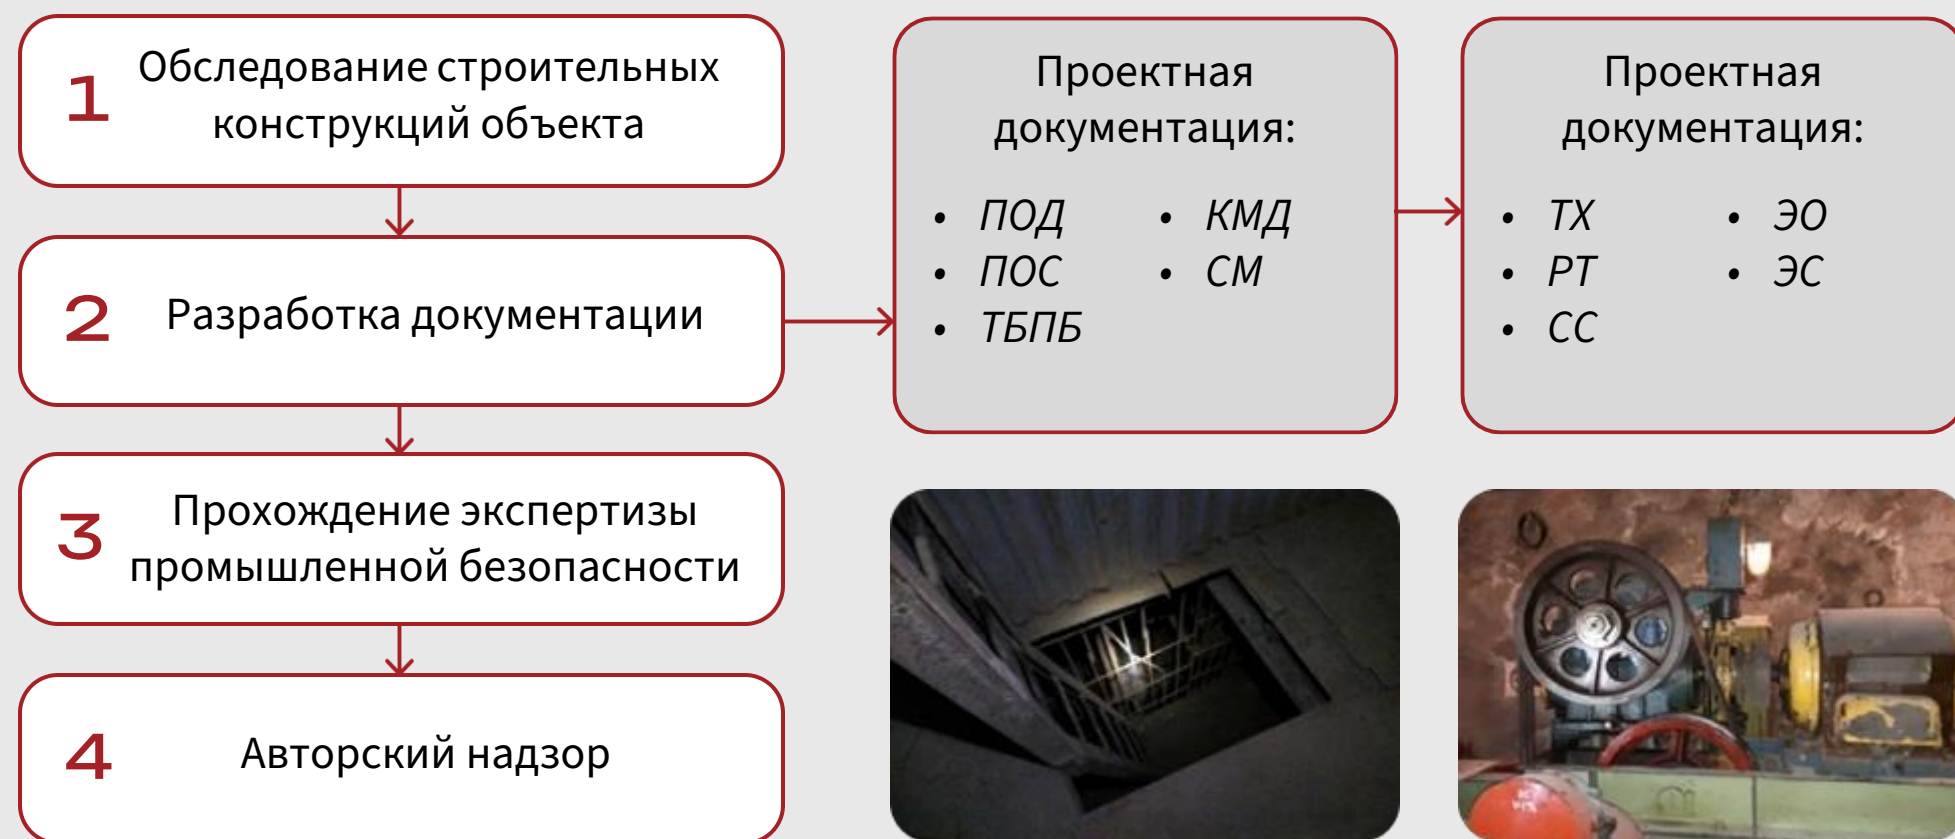 1
Обследование строительных
конструкций объекта
2
Разработка документации
3
Прохождение экспертизы
промышленной безопасности
4
Авторский надзор
Проектная
документация:
• ПОД
• ПОС
• ТБПБ
• КМД
• СМ
Проектная
документация:
• ТХ
• РТ
• СС
• ЭО
• ЭС